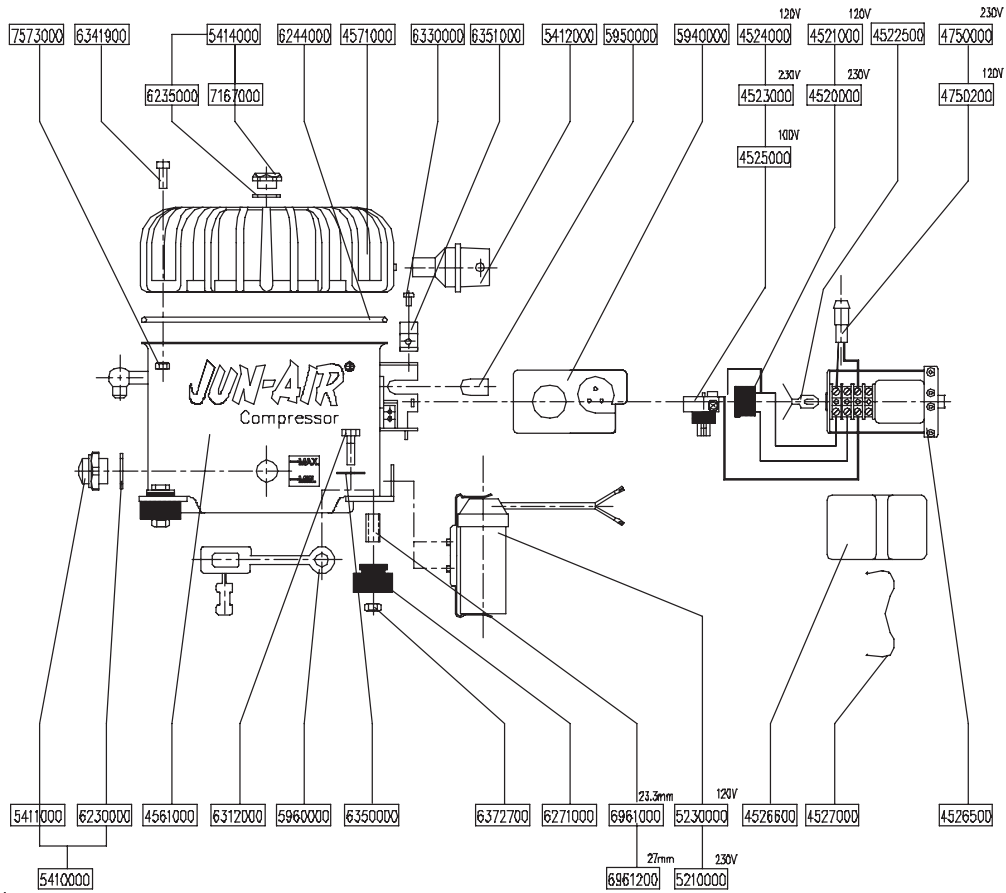 230V
120V
120V
7573000
6341900
5414000
6244000
4571000
6330000
6351000
5412000
5950000
5940000
4524000
4521000
4522500
4750000
230V
230V
120V
6235000
7167000
4523000
4520000
4750200
100V
4525000
JUN-AIR®
Compressor
MAX.
MIN.
23.3mm
120V
5411000
6230000
4561000
6312000
5960000
6350000
6372700
6271000
6961000
5230000
4526600
4527000
4526500
27mm
230V
5410000
6961200
5210000